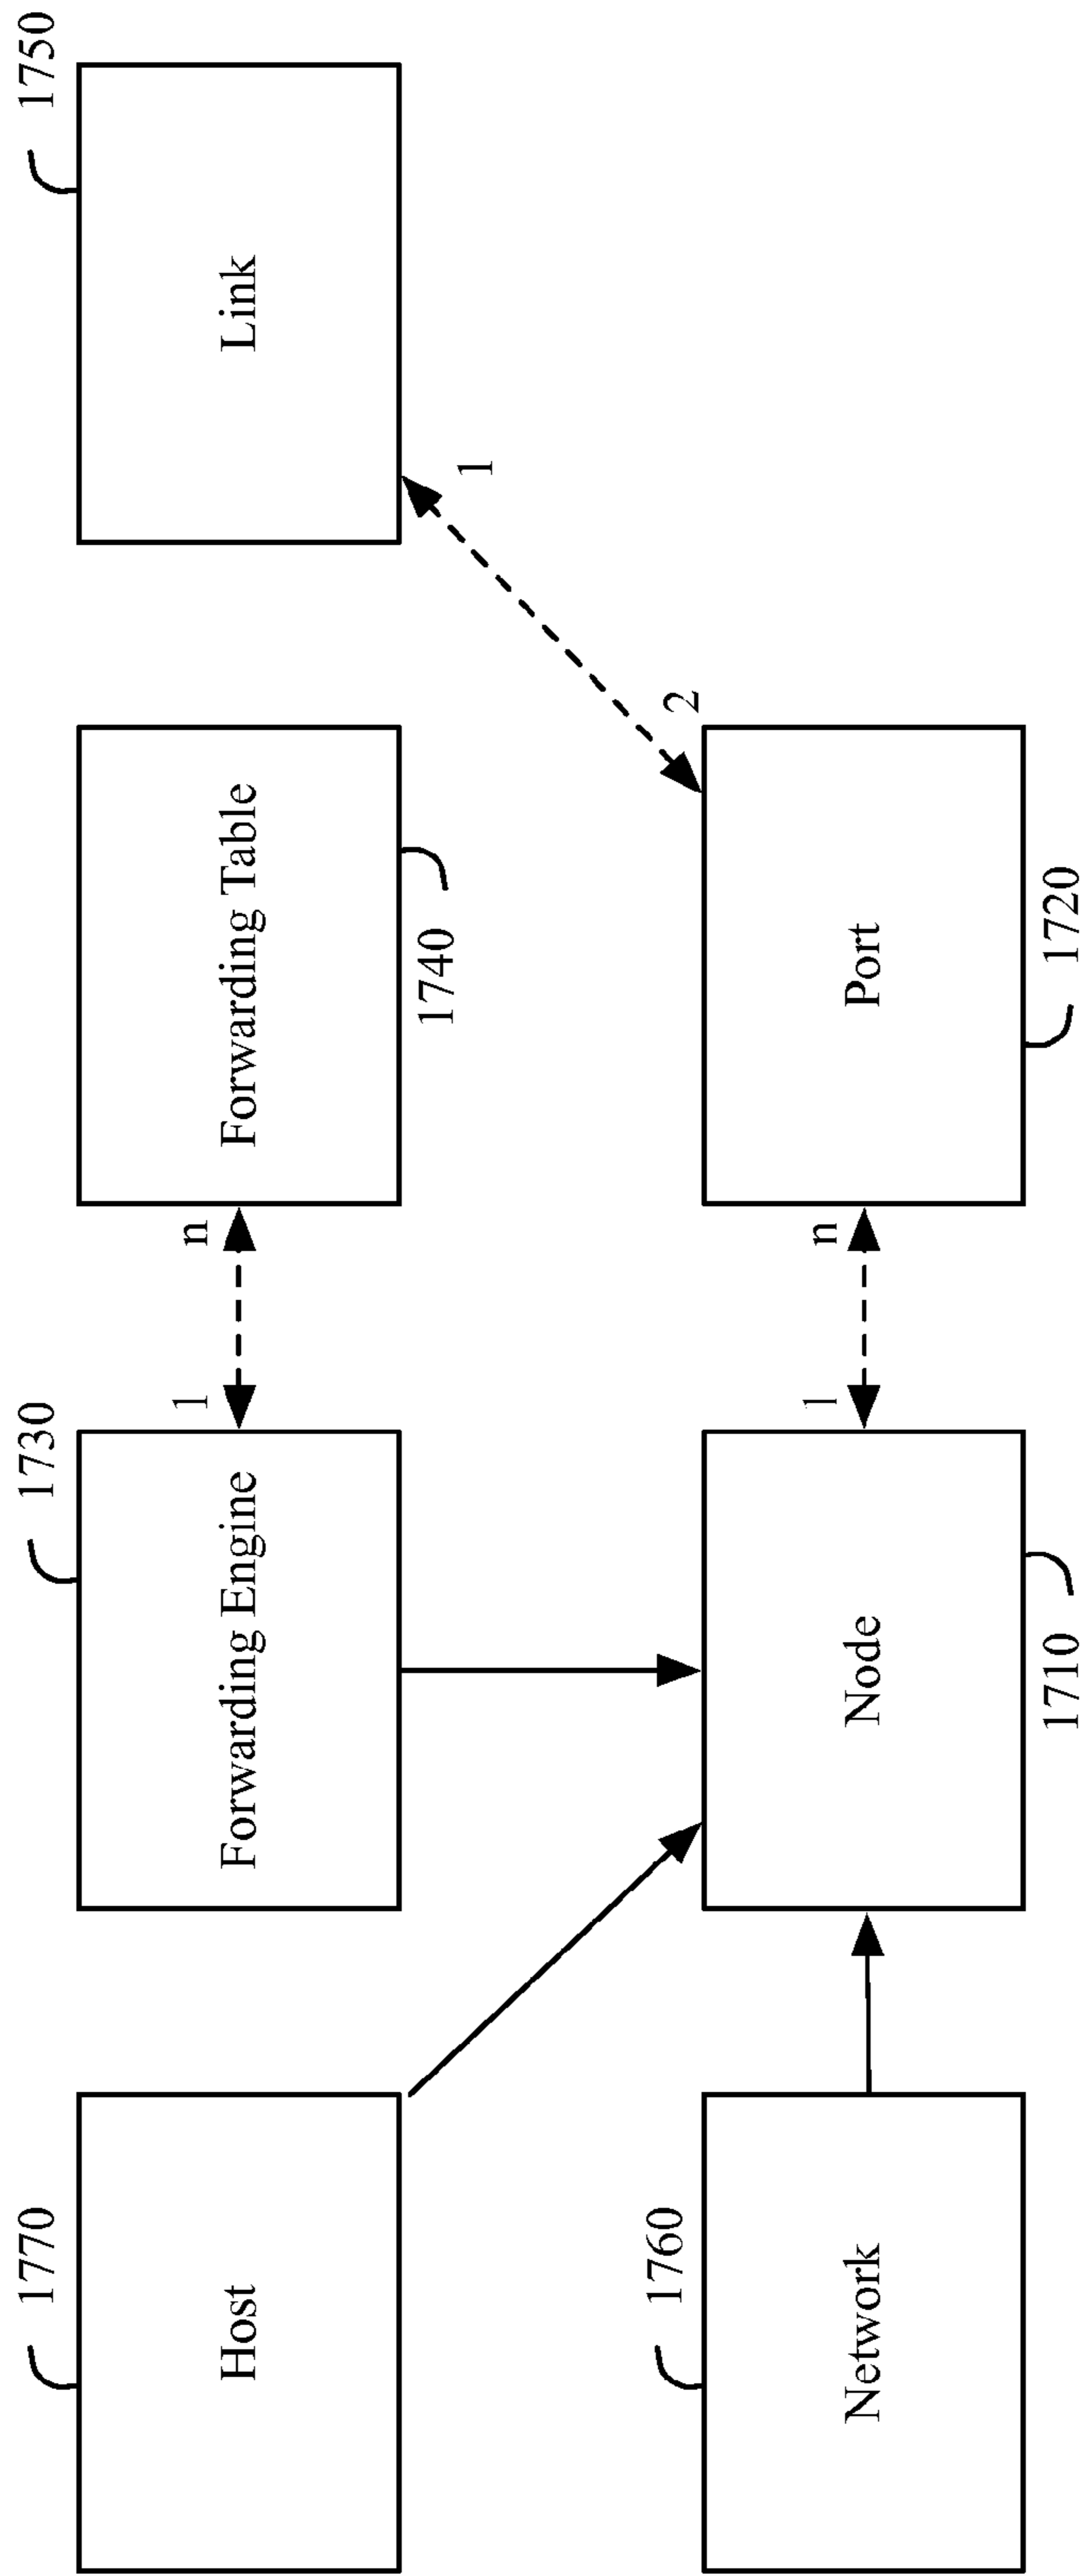 1770
Host
1730
Forwarding Engine
1
n
Forwarding Table
1740
1750
Link
1
2
1760
Network
Node
1710
1
n
Port
1720